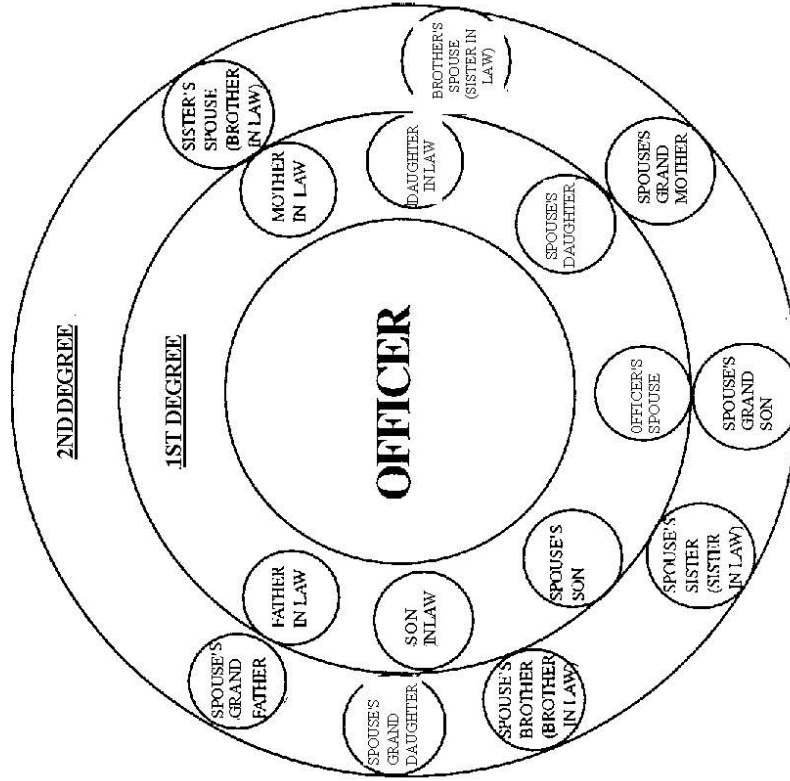 2ND DEGREE
1ST DEGREE
OFFICER
SPOUSE'S
GRAND
FATHER
FATHER
IN LAW
MOTHER
IN LAW
SISTER'S
SPOUSE
(BROTHER
IN LAW)
SPOUSE'S
GRAND
DAUGHTER
SON
INLAW
DAUGHTER
IN LAW
BROTHER'S
SPOUSE
(SISTER IN
LAW)
SPOUSE'S
BROTHER
(BROTHER
IN LAW)
SPOUSE'S
SON
SPOUSE'S
DAUGHTER
SPOUSE'S
GRAND
MOTHER
OFFICER'S
SPOUSE
SPOUSE'S
SISTER
(SISTER
IN LAW)
SPOUSE'S
GRAND
SON